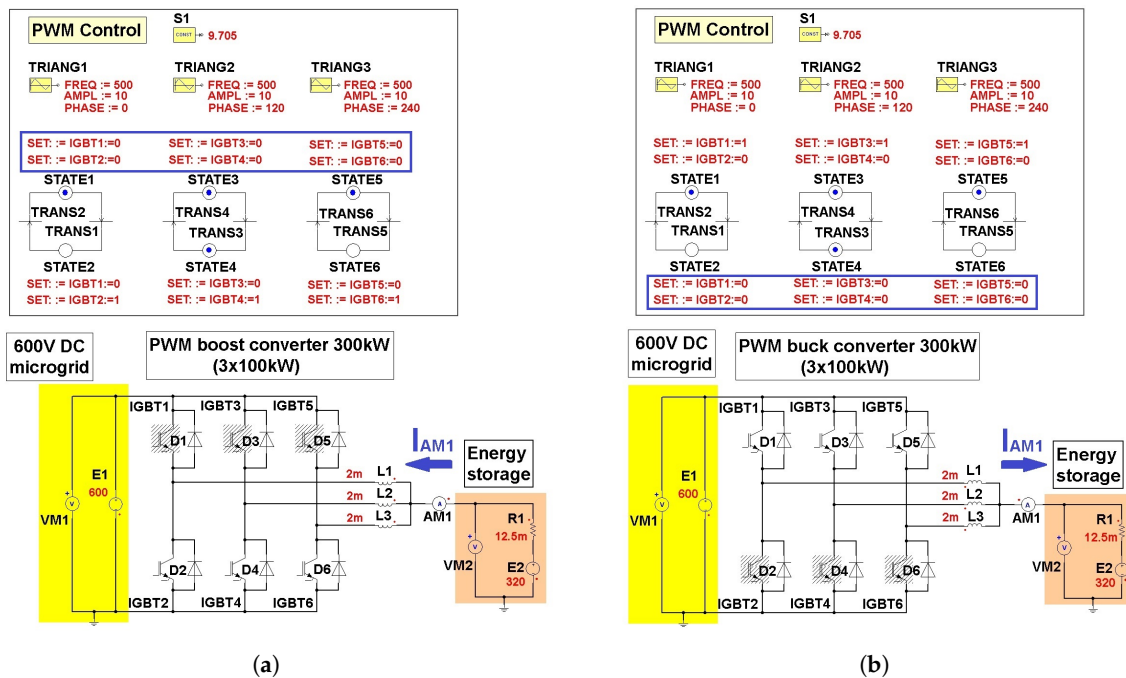 PWM Control
S1
CONST
9.705
TRIANG1
FREQ := 500
AMPL := 10
PHASE := 0
TRIANG2
FREQ := 500
AMPL := 10
PHASE := 120
TRIANG3
FREQ := 500
AMPL := 10
PHASE := 240
SET: := IGBT1:=0
SET: := IGBT2:=0
SET: := IGBT3:=0
SET: := IGBT4:=0
SET: := IGBT5:=0
SET: := IGBT6:=0
STATE1
TRANS2
TRANS1
STATE2
STATE3
TRANS4
TRANS3
STATE4
STATE5
TRANS6
TRANS5
STATE6
SET: := IGBT1:=0
SET: := IGBT2:=1
SET: := IGBT3:=0
SET: := IGBT4:=1
SET: := IGBT5:=0
SET: := IGBT6:=1
600V DC
microgrid
PWM boost converter 300kW
(3x100kW)
IGBT1
IGBT3
IGBT5
D1
D3
D5
IAM1
Energy
storage
E1
600
2m
L1
2m
L2
2m
L3
+
V
VM1
A
AM1
+
V
VM2
R1
12.5m
E2
320
D2
D4
D6
IGBT2
IGBT4
IGBT6
(a)
PWM Control
S1
CONST
9.705
TRIANG1
FREQ := 500
AMPL := 10
PHASE := 0
TRIANG2
FREQ := 500
AMPL := 10
PHASE := 120
TRIANG3
FREQ := 500
AMPL := 10
PHASE := 240
SET: := IGBT1:=1
SET: := IGBT2:=0
SET: := IGBT3:=1
SET: := IGBT4:=0
SET: := IGBT5:=1
SET: := IGBT6:=0
STATE1
TRANS2
TRANS1
STATE2
STATE3
TRANS4
TRANS3
STATE4
STATE5
TRANS6
TRANS5
STATE6
SET: := IGBT1:=0
SET: := IGBT2:=0
SET: := IGBT3:=0
SET: := IGBT4:=0
SET: := IGBT5:=0
SET: := IGBT6:=0
600V DC
microgrid
PWM buck converter 300kW
(3x100kW)
IGBT1
IGBT3
IGBT5
D1
D3
D5
IAM1
Energy
storage
E1
600
2m
L1
2m
L2
2m
L3
+
V
VM1
A
AM1
+
V
VM2
R1
12.5m
E2
320
D2
D4
D6
IGBT2
IGBT4
IGBT6
(b)